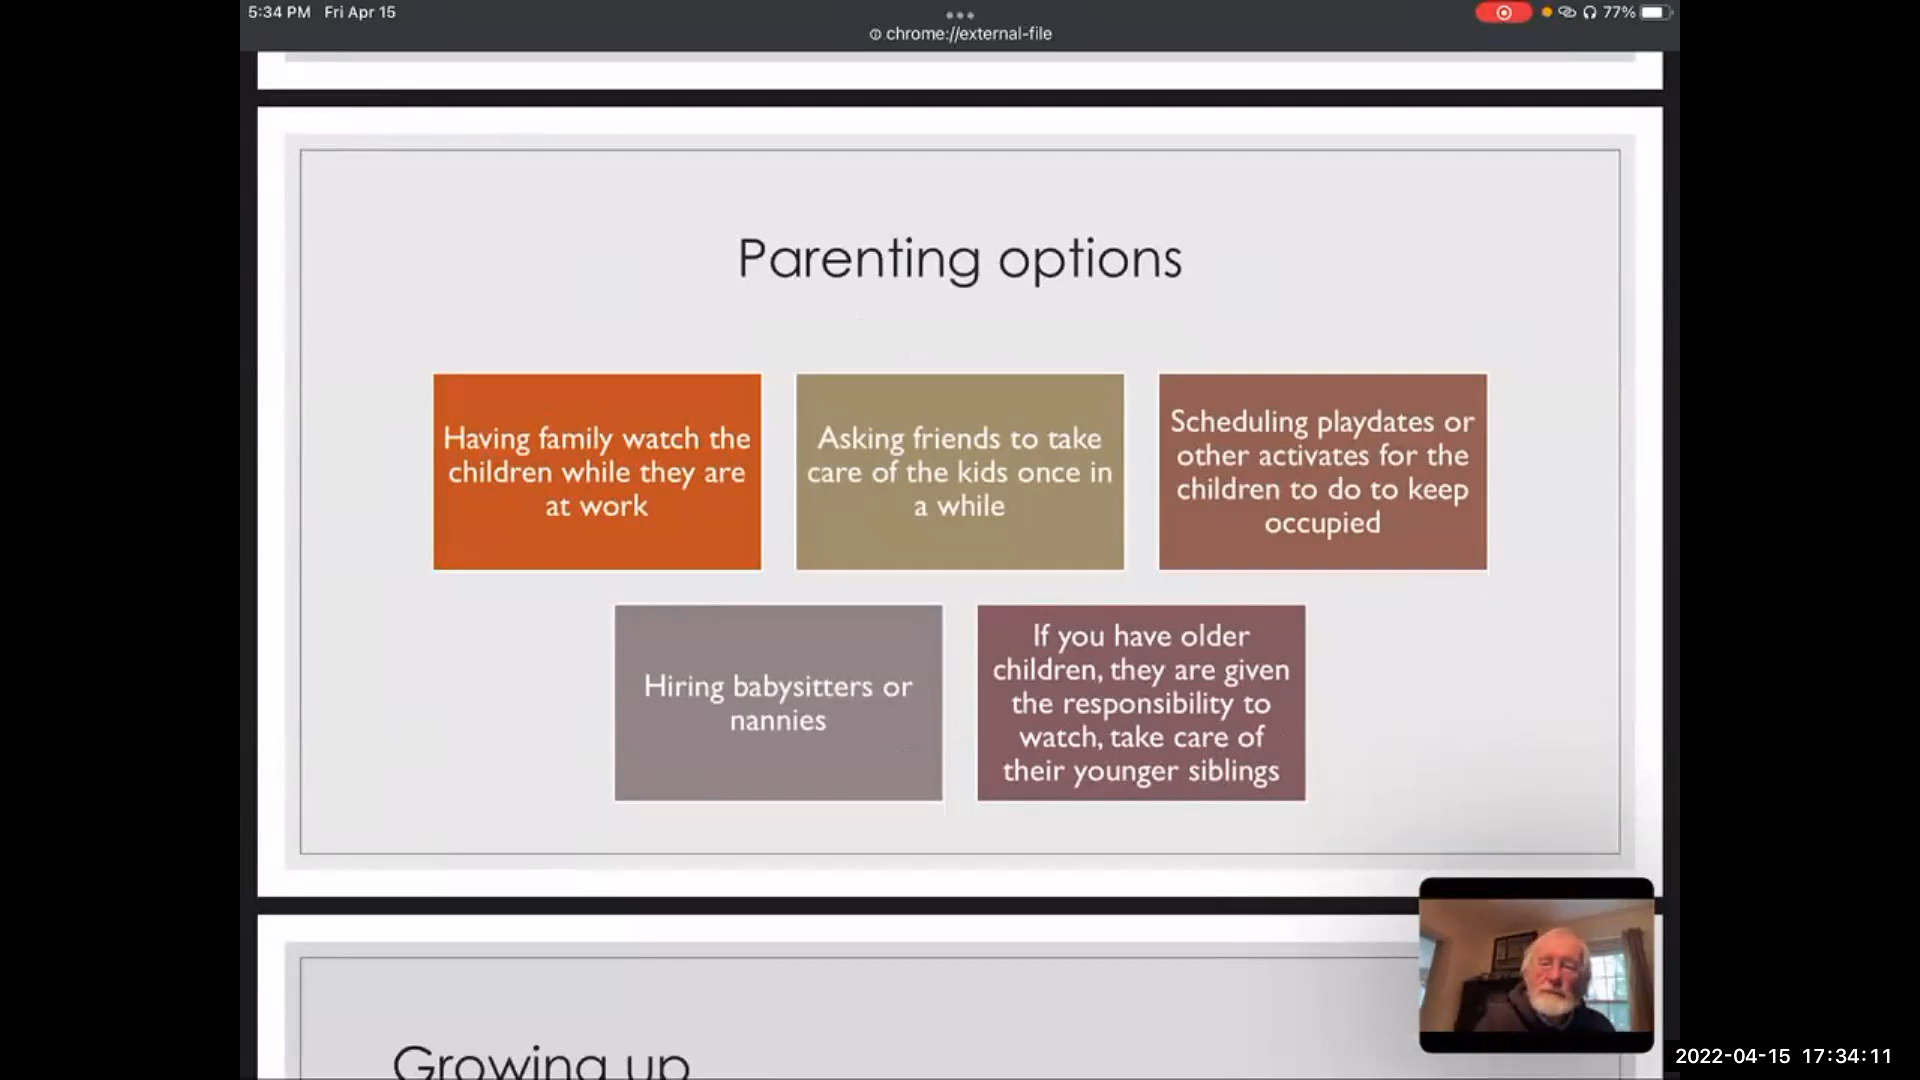 5:34 PM Fri Apr 15
77%
chrome://external-file
Parenting options
Having family watch the
children while they are
at work
Asking friends to take
care of the kids once in
a while
Scheduling playdates or
other activates for the
children to do to keep
occupied
Hiring babysitters or
nannies
If you have older
children, they are given
the responsibility to
watch, take care of
their younger siblings
Growing up
2022-04-15 17:34:11